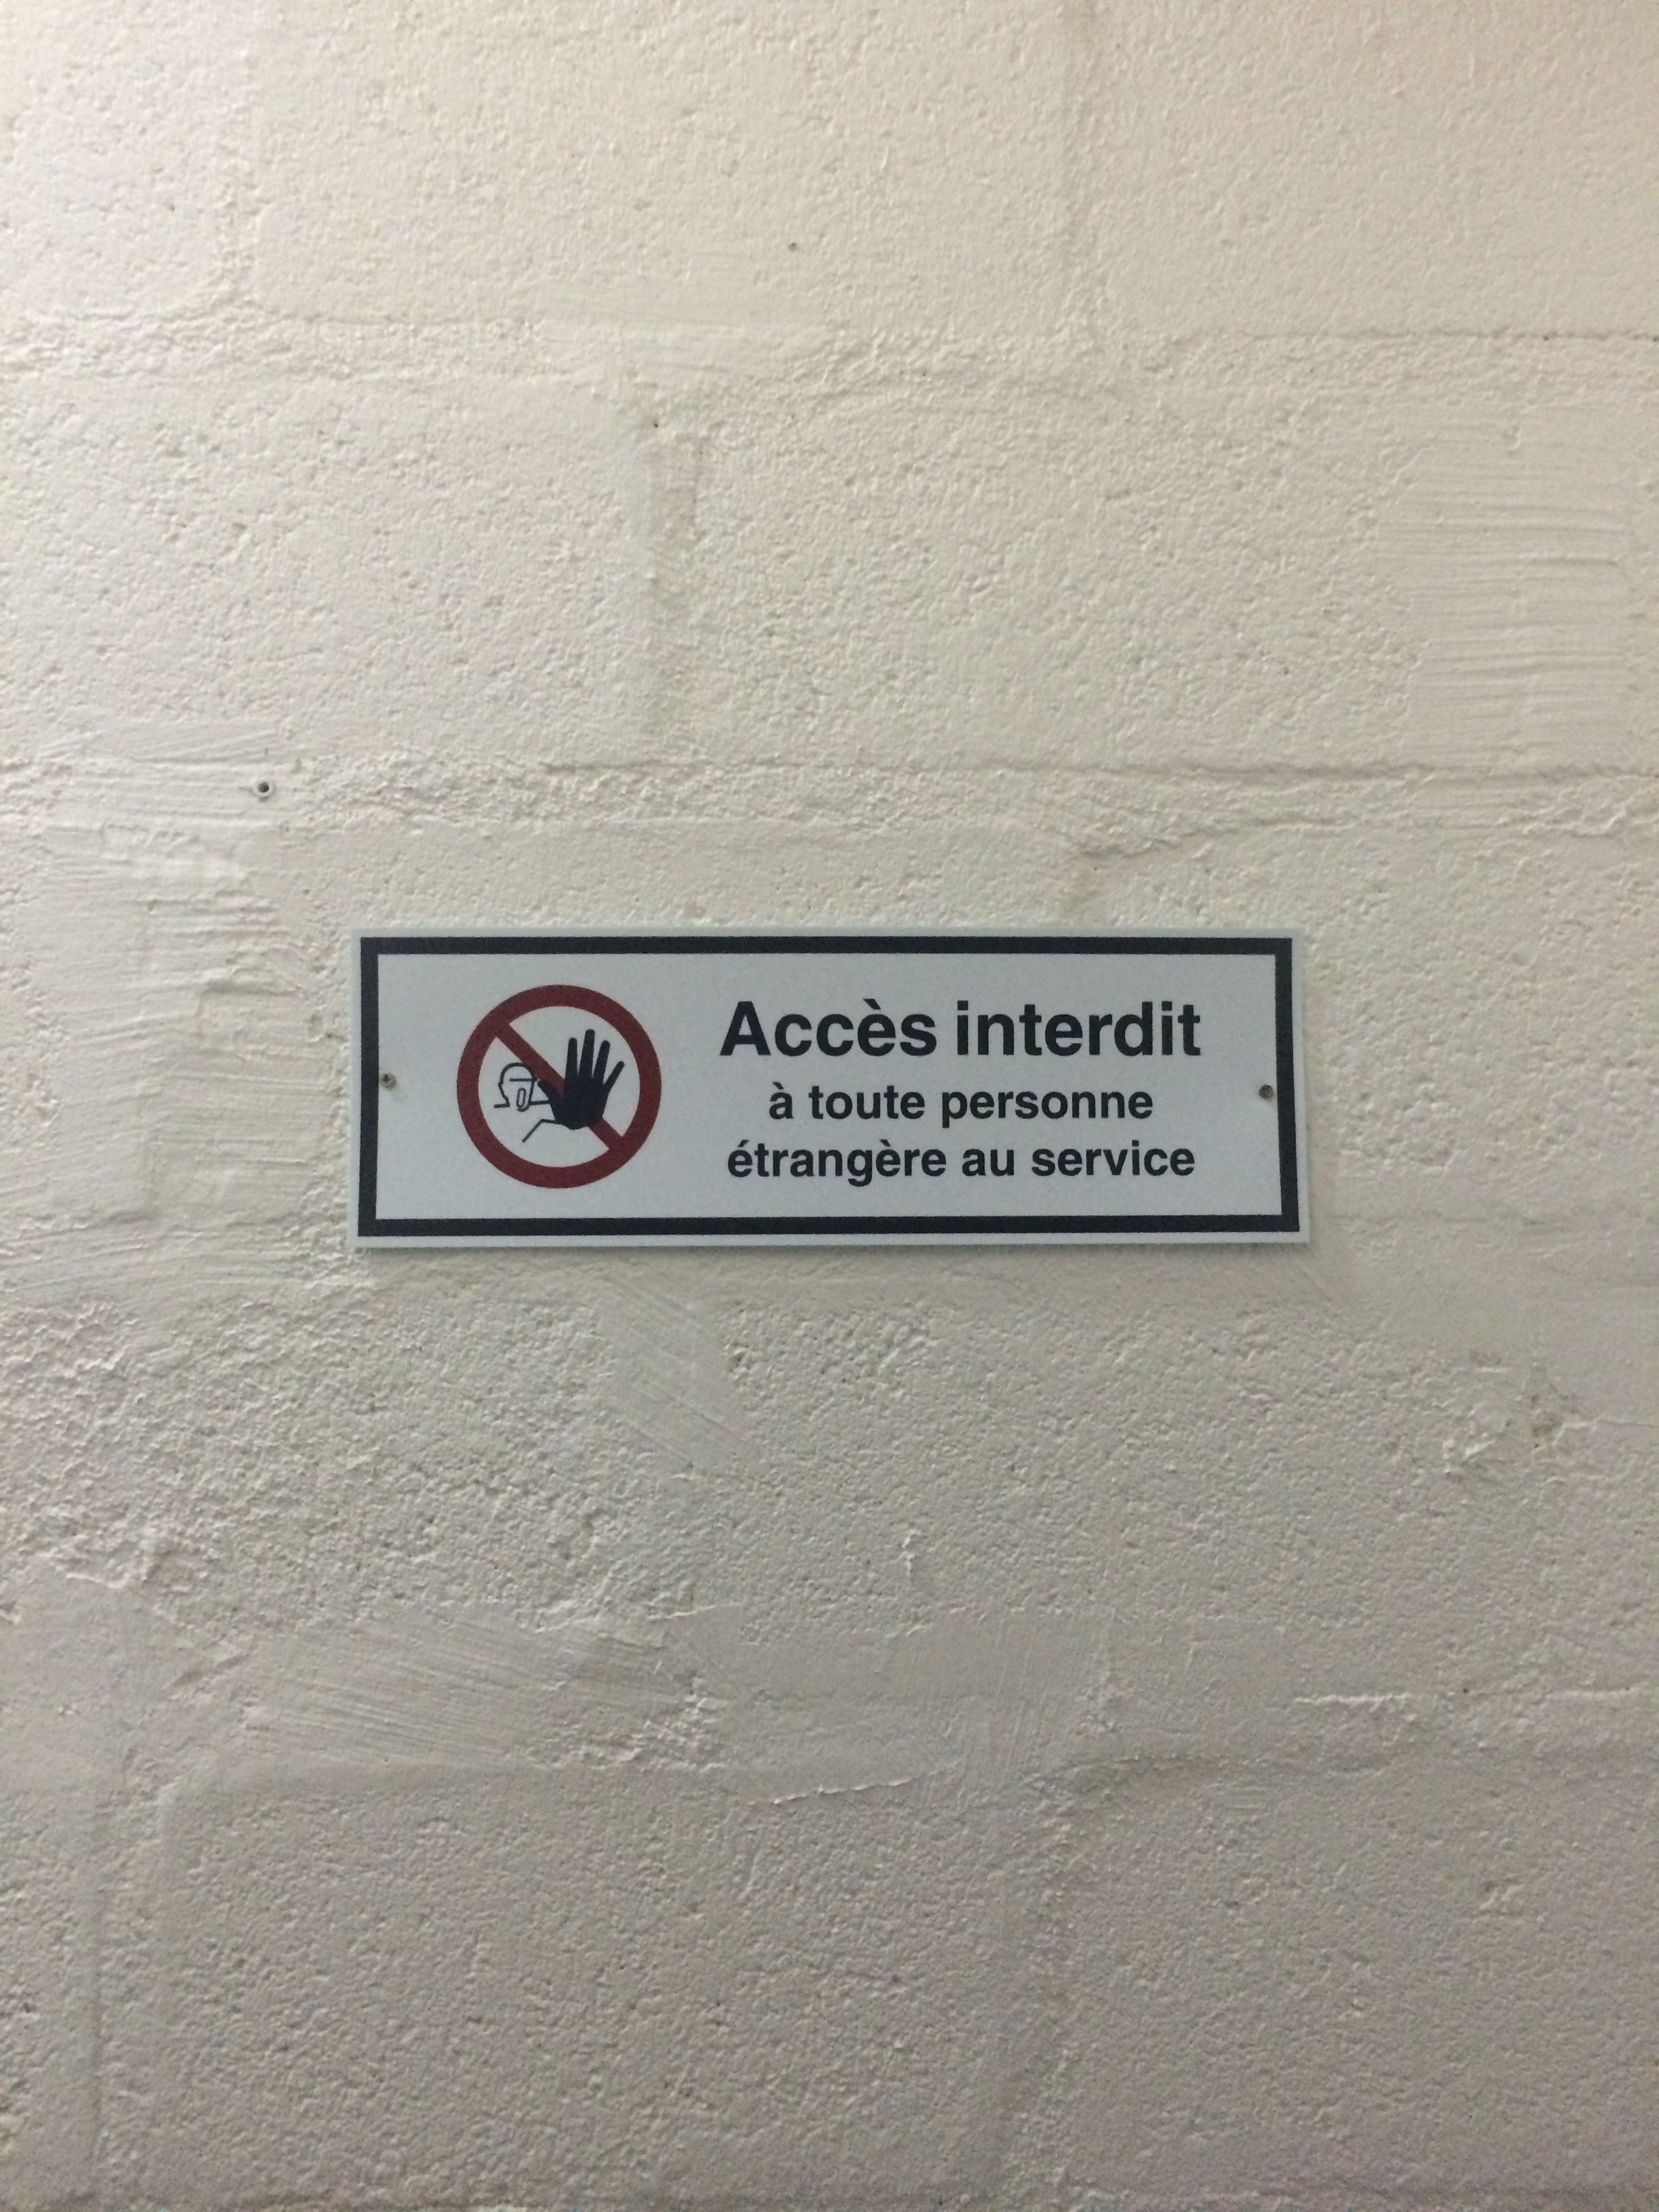 Accès interdit
à toute personne
étrangère au service